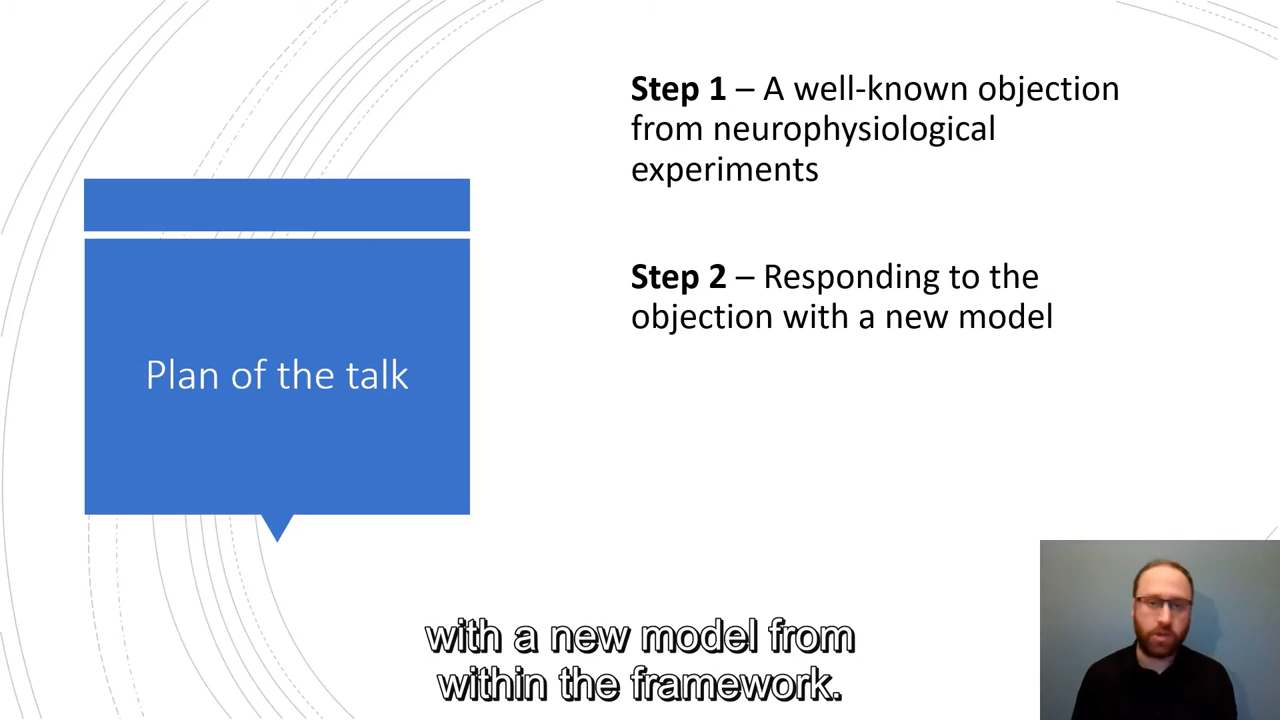 Step 1 – A well-known objection
from neurophysiological
experiments
Step 2 – Responding to the
objection with a new model
Plan of the talk
with a new model from
within the framework.